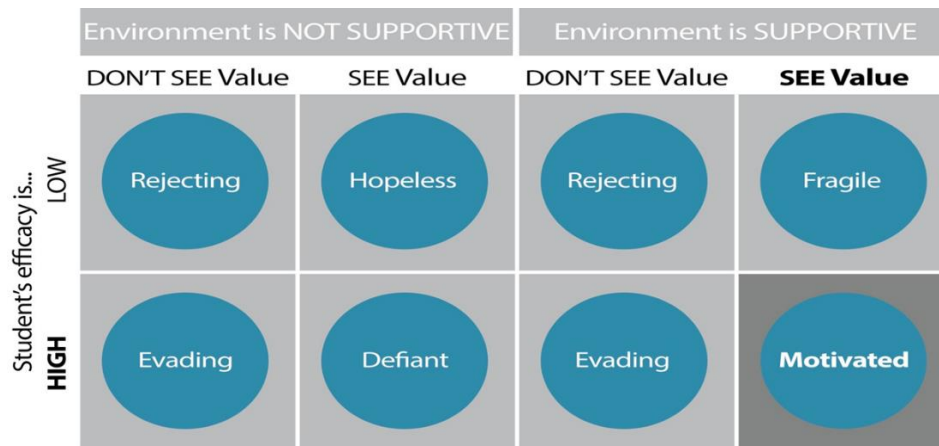 Environment is NOT SUPPORTIVE
Environment is SUPPORTIVE
DON'T SEE Value
SEE Value
DON'T SEE Value
SEE Value
Student's efficacy is...
LOW
Rejecting
Hopeless
Rejecting
Fragile
HIGH
Evading
Defiant
Evading
Motivated